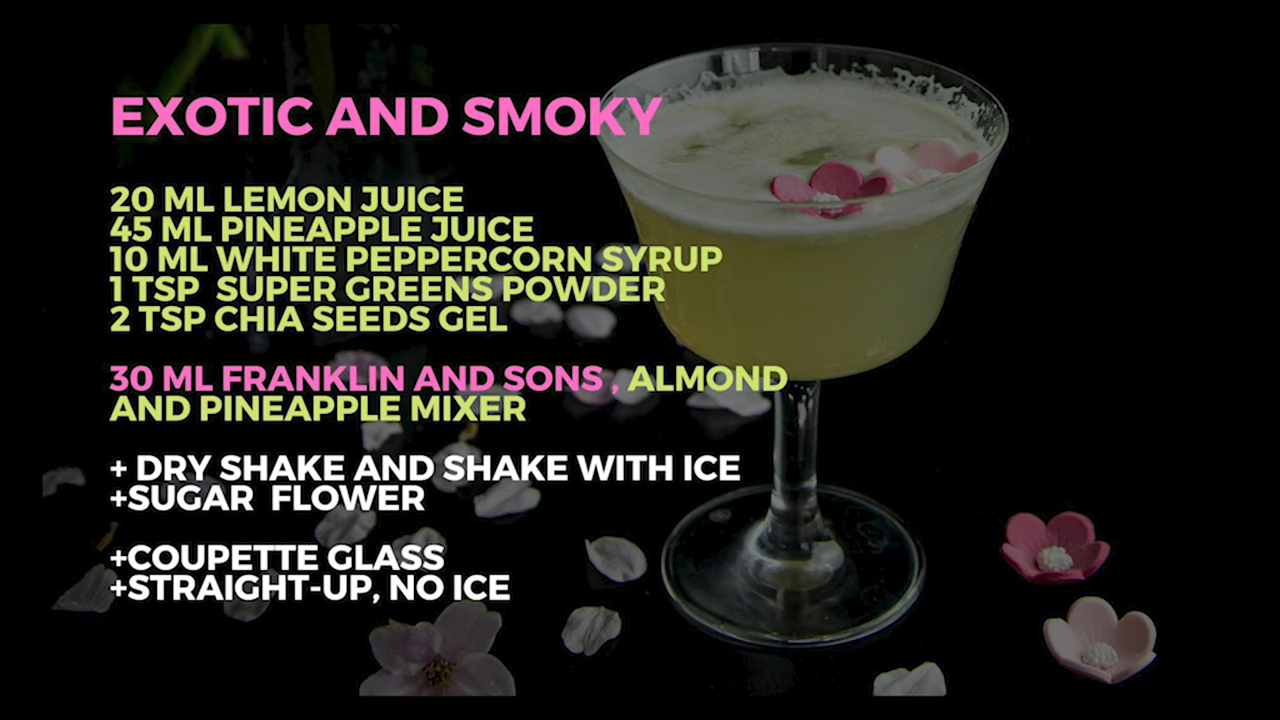 EXOTIC AND SMOKY
20 ML LEMON JUICE
45 ML PINEAPPLE JUICE
10 ML WHITE PEPPERCORN SYRUP
1 TSP  SUPER GREENS POWDER
2 TSP CHIA SEEDS GEL
30 ML FRANKLIN AND SONS , ALMOND
AND PINEAPPLE MIXER
+ DRY SHAKE AND SHAKE WITH ICE
+SUGAR  FLOWER
+COUPETTE GLASS
+STRAIGHT-UP, NO ICE